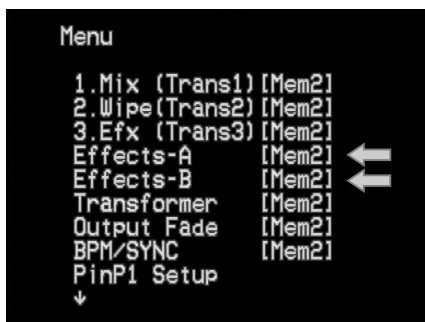 Menu
1.Mix (Trans1)[Mem2]
2.Wipe(Trans2)[Mem2]
3.Efx (Trans3)[Mem2]
Effects-A [Mem2]
Effects-B [Mem2]
Transformer [Mem2]
Output Fade [Mem2]
BPM/SYNC [Mem2]
PinP1 Setup